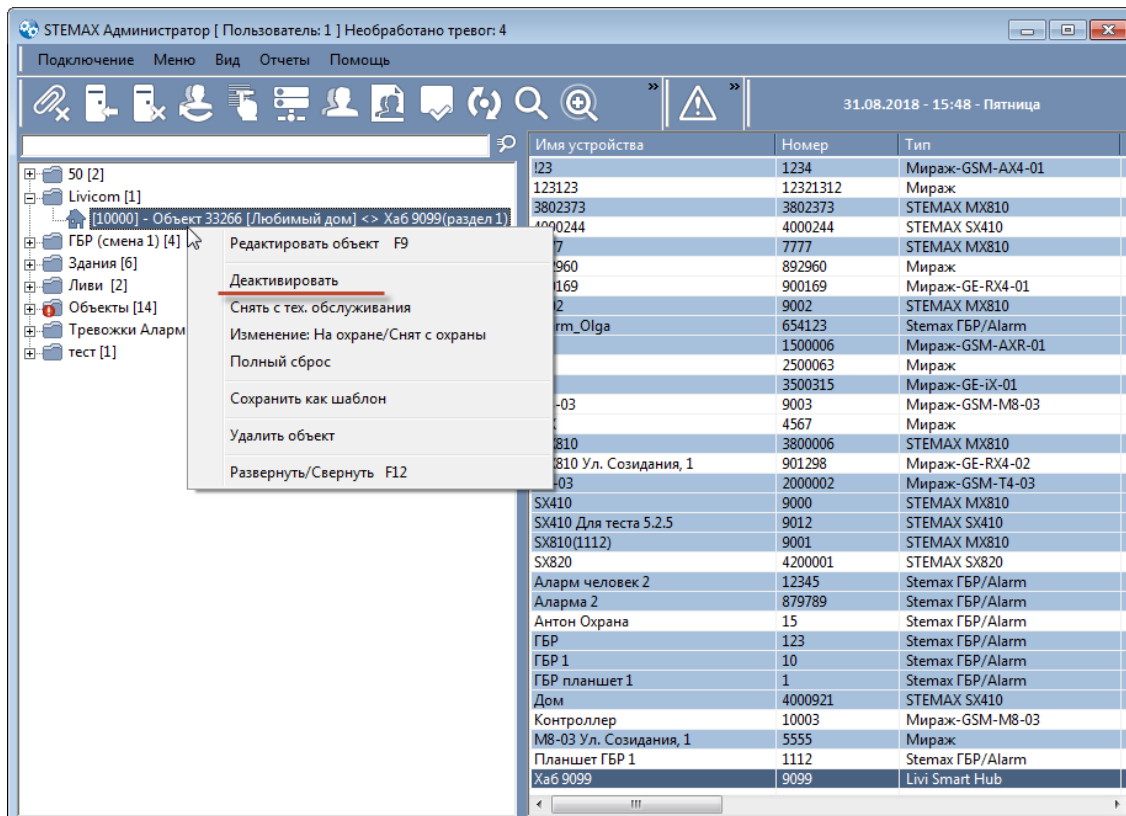 STEMAX Администратор [ Пользователь: 1 ] Необработано тревог: 4
Подключение Меню Вид Отчеты Помощь
» »
31.08.2018 - 15:48 - Пятница
Имя устройства Номер Тип
50 [2]
Livicom [1]
[10000] - Объект 33266 [Любимый дом] <> Хаб 9099(раздел 1)
ГБР (смена 1) [4]
Здания [6]
Ливи [2]
Объекты [14]
Тревожки Аларм
тест [1]
Редактировать объект F9
Деактивировать
Снять с тех. обслуживания
Изменение: На охране/Снят с охраны
Полный сброс
Сохранить как шаблон
Удалить объект
Развернуть/Свернуть F12
!23 1234 Мираж-GSM-AX4-01
123123 12321312 Мираж
3802373 3802373 STEMAX MX810
4000244 4000244 STEMAX SX410
7777 STEMAX MX810
892960 Мираж
900169 Мираж-GE-RX4-01
9002 STEMAX MX810
rm_Olga 654123 Stemax ГБР/Alarm
1500006 Мираж-GSM-AXR-01
2500063 Мираж
3500315 Мираж-GE-iX-01
-03 9003 Мираж-GSM-M8-03
4567 Мираж
810 3800006 STEMAX MX810
810 Ул. Созидания, 1 901298 Мираж-GE-RX4-02
-03 2000002 Мираж-GSM-T4-03
SX410 9000 STEMAX MX810
SX410 Для теста 5.2.5 9012 STEMAX SX410
SX810(1112) 9001 STEMAX MX810
SX820 4200001 STEMAX SX820
Аларм человек 2 12345 Stemax ГБР/Alarm
Аларма 2 879789 Stemax ГБР/Alarm
Антон Охрана 15 Stemax ГБР/Alarm
ГБР 123 Stemax ГБР/Alarm
ГБР 1 10 Stemax ГБР/Alarm
ГБР планшет 1 1 Stemax ГБР/Alarm
Дом 4000921 STEMAX SX410
Контроллер 10003 Мираж-GSM-M8-03
M8-03 Ул. Созидания, 1 5555 Мираж
Планшет ГБР 1 1112 Stemax ГБР/Alarm
Хаб 9099 9099 Livi Smart Hub